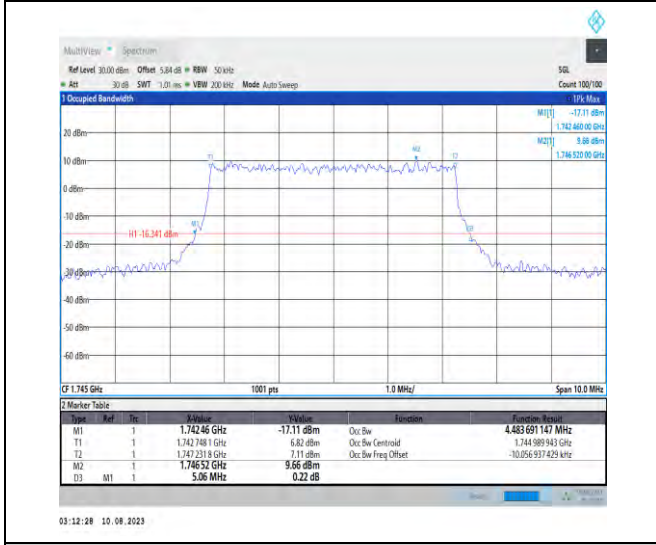 MultiView Spectrum
Ref Level 30.00 dBm Offset 5.84 dB RBW 50 kHz SGL
Att 30 dB SWT 1.01 ms VBW 200 kHz Mode Auto Sweep Count 100/100
1 Occupied Bandwidth 1Pk Max
M1[1] -17.11 dBm
1.742 460 00 GHz
20 dBm M2[1] 9.66 dBm
1.746 520 00 GHz
M2
T1 T2
10 dBm
0 dBm
-10 dBm
M1
H1 -16.341 dBm
-20 dBm
-30 dBm
-40 dBm
-50 dBm
-60 dBm
CF 1.745 GHz 1001 pts 1.0 MHz/ Span 10.0 MHz
2 Marker Table
Type Ref Trc X-Value Y-Value Function Function Result
M1 1 1.742 46 GHz -17.11 dBm Occ Bw 4.483 691 147 MHz
T1 1 1.742 748 1 GHz 6.82 dBm Occ Bw Centroid 1.744 989 943 GHz
T2 1 1.747 231 8 GHz 7.11 dBm Occ Bw Freq Offset -10.056 937 429 kHz
M2 1 1.746 52 GHz 9.66 dBm
D3 M1 1 5.06 MHz 0.22 dB
03:12:28 10.08.2023